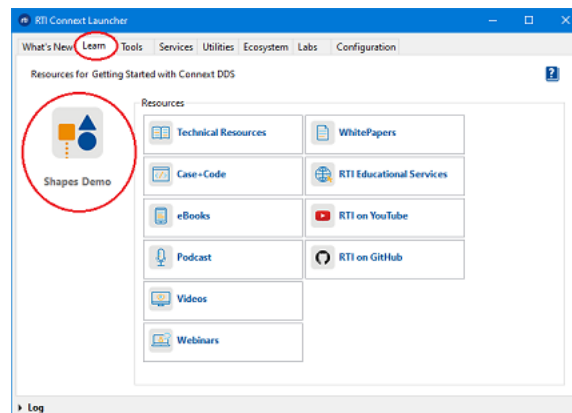 RTI Connext Launcher
What's New Learn Tools Services Utilities Ecosystem Labs Configuration
Resources for Getting Started with Connext DDS
Shapes Demo
Resources
Technical Resources
WhitePapers
Case+Code
RTI Educational Services
eBooks
RTI on YouTube
Podcast
RTI on GitHub
Videos
Webinars
Log